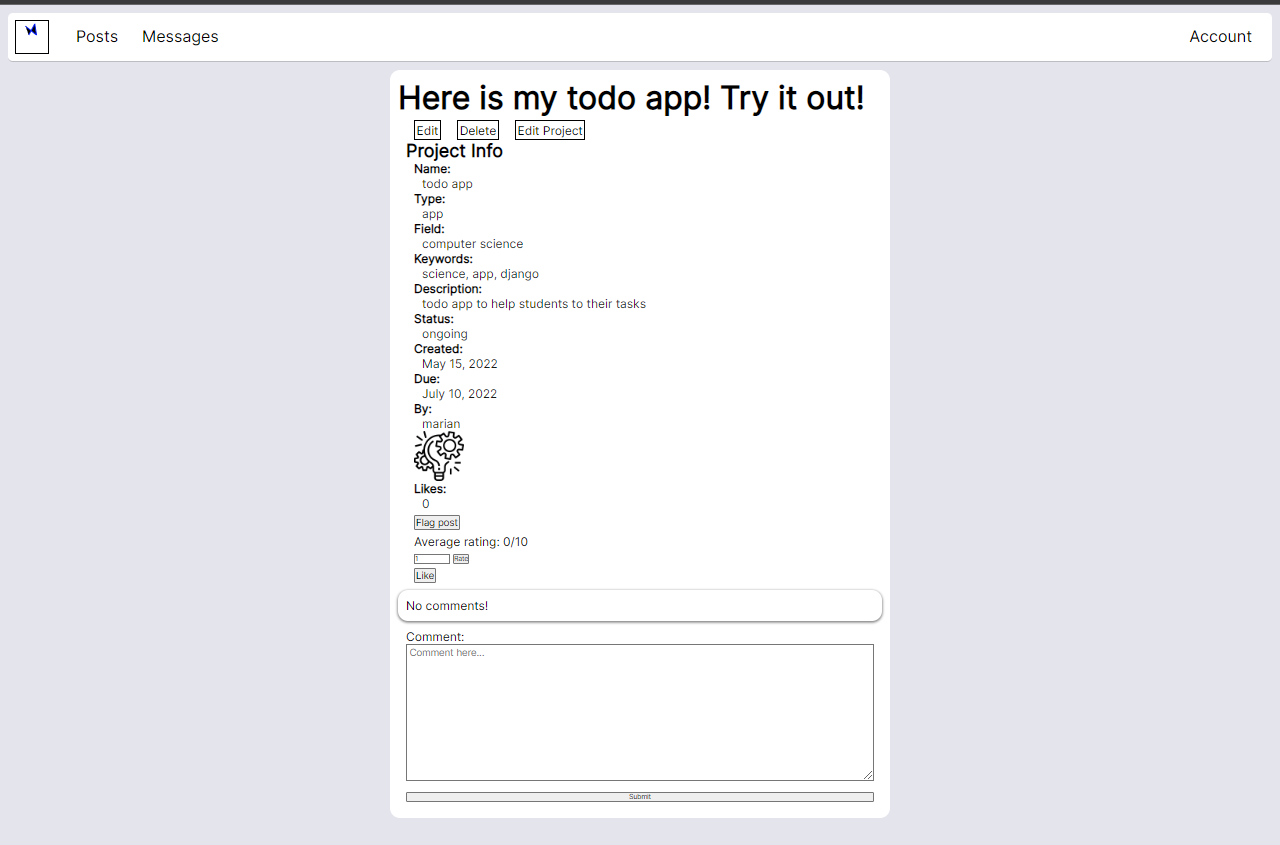 Posts Messages Account
Here is my todo app! Try it out!
Edit Delete Edit Project
Project Info
Name:
todo app
Type:
app
Field:
computer science
Keywords:
science, app, django
Description:
todo app to help students to their tasks
Status:
ongoing
Created:
May 15, 2022
Due:
July 10, 2022
By:
marian
Likes:
0
Flag post
Average rating: 0/10
1 Rate
Like
No comments!
Comment:
Comment here...
Submit